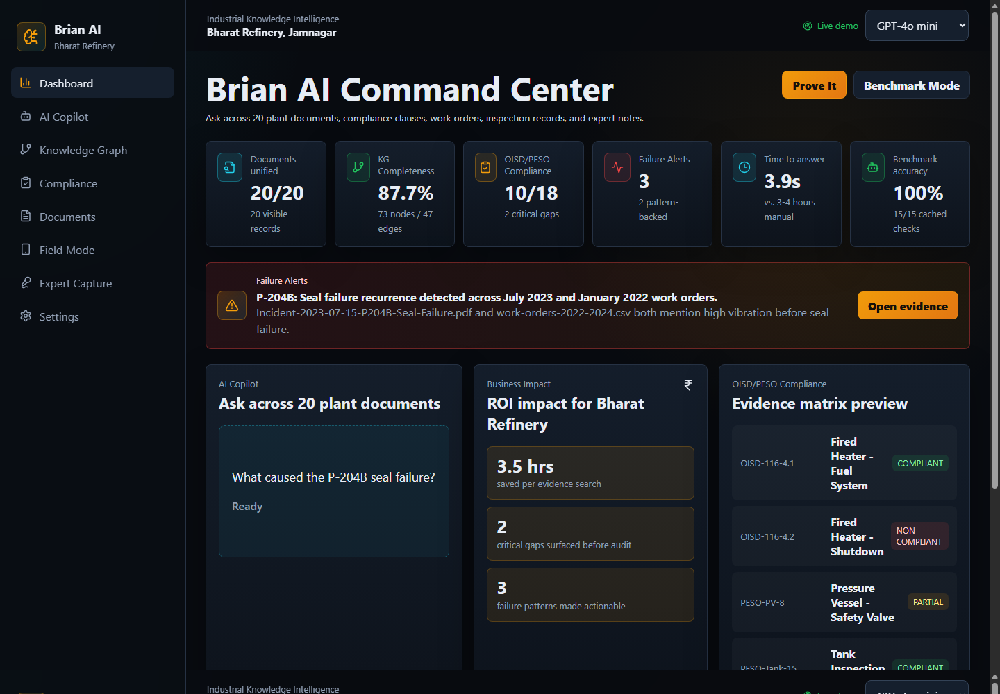 Brian AI
Bharat Refinery
Dashboard
AI Copilot
Knowledge Graph
Compliance
Documents
Field Mode
Expert Capture
Settings
Industrial Knowledge Intelligence
Bharat Refinery, Jamnagar
Live demo
GPT-4o mini
Brian AI Command Center
Ask across 20 plant documents, compliance clauses, work orders, inspection records, and expert notes.
Prove It
Benchmark Mode
Documents
unified
20/20
20 visible
records
KG
Completeness
87.7%
73 nodes / 47
edges
OISD/PESO
Compliance
10/18
2 critical gaps
Failure Alerts
3
2 pattern-
backed
Time to answer
3.9s
vs. 3-4 hours
manual
Benchmark
accuracy
100%
15/15 cached
checks
Failure Alerts
P-204B: Seal failure recurrence detected across July 2023 and January 2022 work orders.
Incident-2023-07-15-P204B-Seal-Failure.pdf and work-orders-2022-2024.csv both mention high vibration before seal
failure.
Open evidence
AI Copilot
Ask across 20 plant documents
What caused the P-204B seal failure?
Ready
Business Impact
₹
ROI impact for Bharat
Refinery
3.5 hrs
saved per evidence search
2
critical gaps surfaced before audit
3
failure patterns made actionable
OISD/PESO Compliance
Evidence matrix preview
OISD-116-4.1
Fired
Heater -
Fuel
System
COMPLIANT
OISD-116-4.2
Fired
Heater -
Shutdown
NON
COMPLIANT
PESO-PV-8
Pressure
Vessel -
Safety Valve
PARTIAL
PESO-Tank-15
Tank
Inspection
COMPLIANT
Industrial Knowledge Intelligence